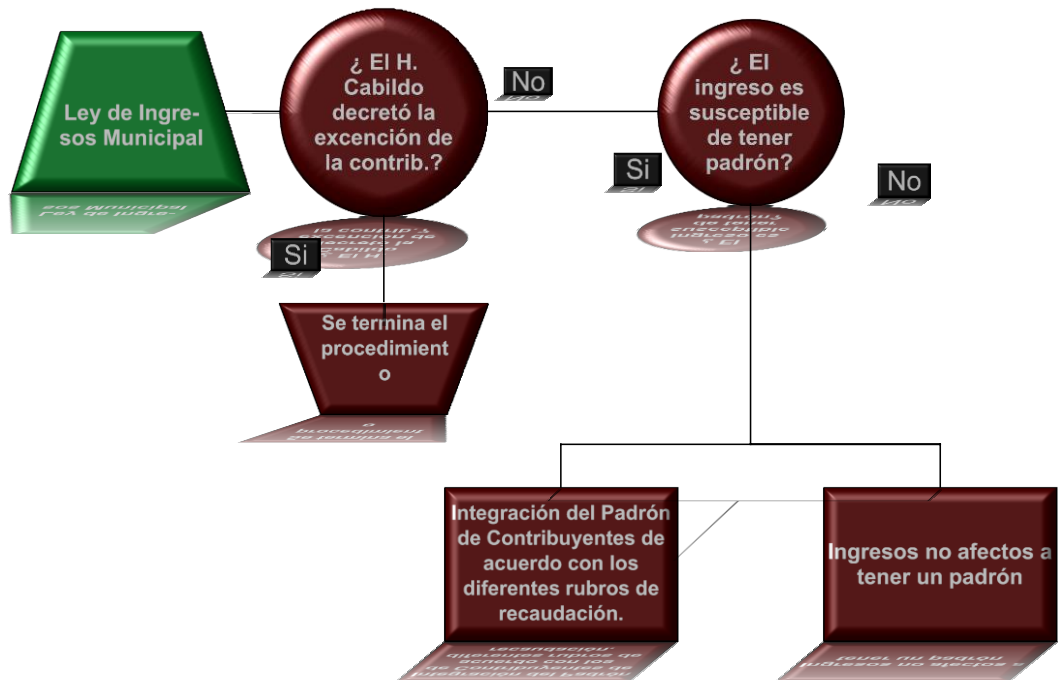 Ley de Ingre-
sos Municipal
¿ El H.
Cabildo
decretó la
excención de
la contrib.?
No
¿ El
ingreso es
susceptible
de tener
padrón?
Si
No
Si
Se termina el
procedimient
o
Integración del Padrón
de Contribuyentes de
acuerdo con los
diferentes rubros de
recaudación.
Ingresos no afectos a
tener un padrón